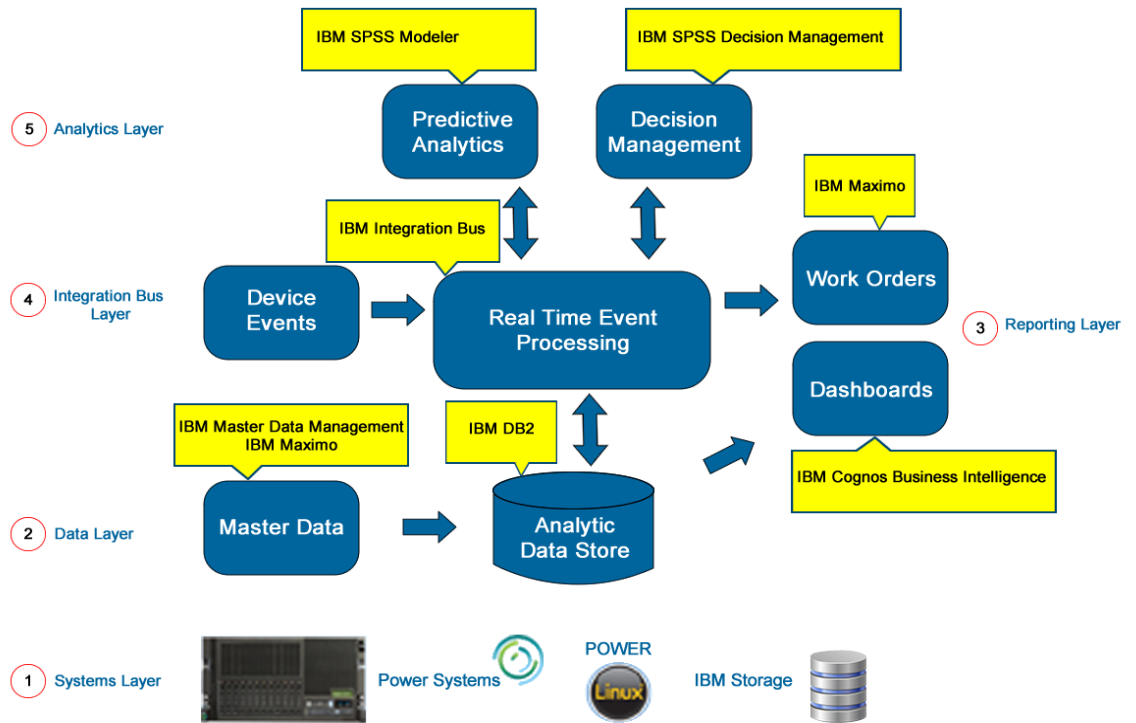 IBM SPSS Modeler
IBM SPSS Decision Management
5
Analytics Layer
Predictive
Analytics
Decision
Management
IBM Maximo
IBM Integration Bus
4
Integration Bus
Layer
Device
Events
Real Time Event
Processing
Work Orders
3
Reporting Layer
Dashboards
IBM Master Data Management
IBM Maximo
IBM DB2
IBM Cognos Business Intelligence
2
Data Layer
Master Data
Analytic
Data Store
1
Systems Layer
Power Systems
POWER
Linux
IBM Storage